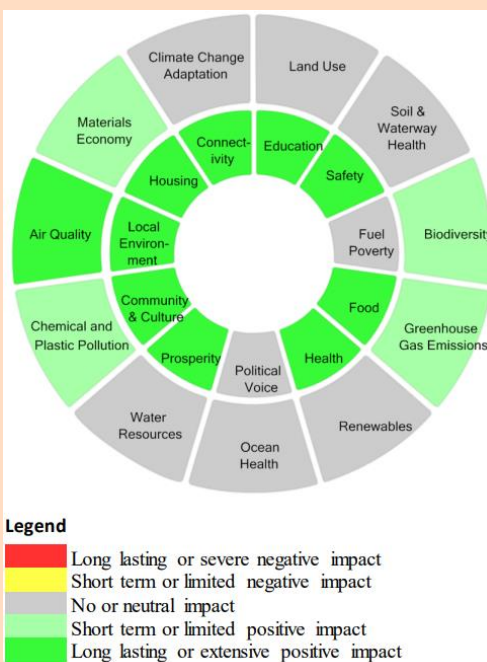 Climate Change
Adaptation
Land Use
Soil &
Waterway
Health
Biodiversity
Greenhouse
Gas Emissions
Renewables
Ocean
Health
Water
Resources
Chemical and
Plastic Pollution
Air Quality
Materials
Economy
Connect-
ivity
Education
Safety
Fuel
Poverty
Food
Health
Political
Voice
Prosperity
Community
& Culture
Local
Environ-
ment
Housing
Legend
Long lasting or severe negative impact
Short term or limited negative impact
No or neutral impact
Short term or limited positive impact
Long lasting or extensive positive impact